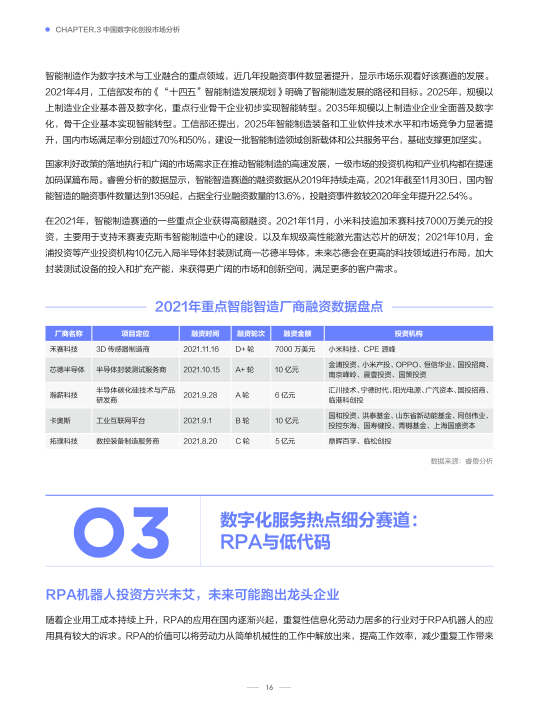 CHAPTER.3 中国数字化创投市场分析
智能制造作为数字技术与工业融合的重点领域，近几年投融资事件数显著提升，显示市场乐观看好该赛道的发展。
2021年4月，工信部发布的《“十四五”智能制造发展规划》明确了智能制造发展的路径和目标。2025年，规模以
上制造业企业基本普及数字化，重点行业骨干企业初步实现智能转型。2035年规模以上制造业企业全面普及数字
化，骨干企业基本实现智能转型。工信部还提出，2025年智能制造装备和工业软件技术水平和市场竞争力显著提
升，国内市场满足率分别超过70%和50%，建设一批智能制造领域创新载体和公共服务平台，基础支撑更加坚实。
国家利好政策的落地执行和广阔的市场需求正在推动智能制造的高速发展，一级市场的投资机构和产业机构都在提速
加码谋篇布局。睿兽分析的数据显示，智能智造赛道的融资数据从2019年持续走高，2021年截至11月30日，国内智
能智造的融资事件数量达到1359起，占据全行业融资数量的13.6%，投融资事件数较2020年全年提升22.54%。
在2021年，智能制造赛道的一些重点企业获得高额融资。2021年11月，小米科技追加禾赛科技7000万美元的投
资，主要用于支持禾赛麦克斯韦智能制造中心的建设，以及车规级高性能激光雷达芯片的研发；2021年10月，金
浦投资等产业投资机构10亿元入局半导体封装测试商—芯德半导体，未来芯德会在更高的科技领域进行布局，加大
封装测试设备的投入和扩充产能，来获得更广阔的市场和创新空间，满足更多的客户需求。
2021年重点智能智造厂商融资数据盘点
厂商名称 项目定位 融资时间 融资轮次 融资金额 投资机构
禾赛科技 3D 传感器制造商 2021.11.16 D+ 轮 7000 万美元 小米科技、CPE 源峰
芯德半导体 半导体封装测试服务商 2021.10.15 A+ 轮 10 亿元 金浦投资、小米产投、OPPO、恒信华业、国投招商、
南京峰岭、晨壹投资、国策投资
瀚薪科技 半导体碳化硅技术与产品
研发商 2021.9.28 A 轮 6 亿元 汇川技术、宁德时代、阳光电源、广汽资本、国投招商、
临港科创投
卡奥斯 工业互联网平台 2021.9.1 B 轮 10 亿元 国和投资、洪泰基金、山东省新动能基金、同创伟业、
投控东海、国寿健投、青樾基金、上海国盛资本
拓璞科技 数控装备制造服务商 2021.8.20 C 轮 5 亿元 鼎晖百孚、临松创投
数据来源：睿兽分析
03
数字化服务热点细分赛道：
RPA与低代码
RPA机器人投资方兴未艾，未来可能跑出龙头企业
随着企业用工成本持续上升，RPA的应用在国内逐渐兴起，重复性信息化劳动力居多的行业对于RPA机器人的应
用具有较大的诉求。RPA的价值可以将劳动力从简单机械性的工作中解放出来，提高工作效率，减少重复工作带来
16